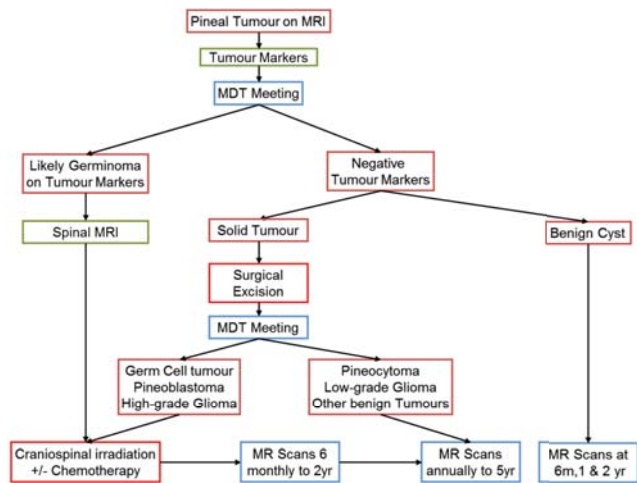 Pineal Tumour on MRI
Tumour Markers
MDT Meeting
Likely Germinoma
on Tumour Markers
Negative
Tumour Markers
Spinal MRI
Solid Tumour
Benign Cyst
Surgical
Excision
MDT Meeting
Germ Cell tumour
Pineoblastoma
High-grade Glioma
Pineocytoma
Low-grade Glioma
Other benign Tumours
Craniospinal irradiation
+/- Chemotherapy
MR Scans 6
monthly to 2yr
MR Scans
annually to 5yr
MR Scans at
6m,1 & 2 yr